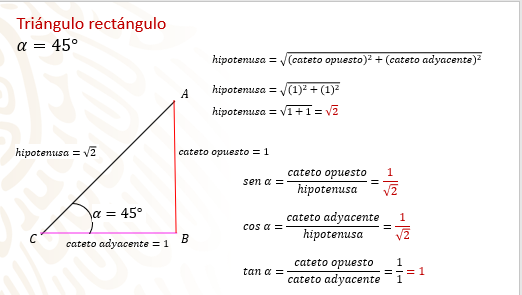 Triángulo rectángulo
α = 45°
hipotenusa = √(cateto opuesto)² + (cateto adyacente)²
hipotenusa = √(1)² + (1)²
hipotenusa = √1 + 1 = √2
A
hipotenusa = √2
cateto opuesto = 1
α = 45°
C
B
cateto adyacente = 1
sen α = cateto opuesto / hipotenusa = 1 / √2
cos α = cateto adyacente / hipotenusa = 1 / √2
tan α = cateto opuesto / cateto adyacente = 1 / 1 = 1